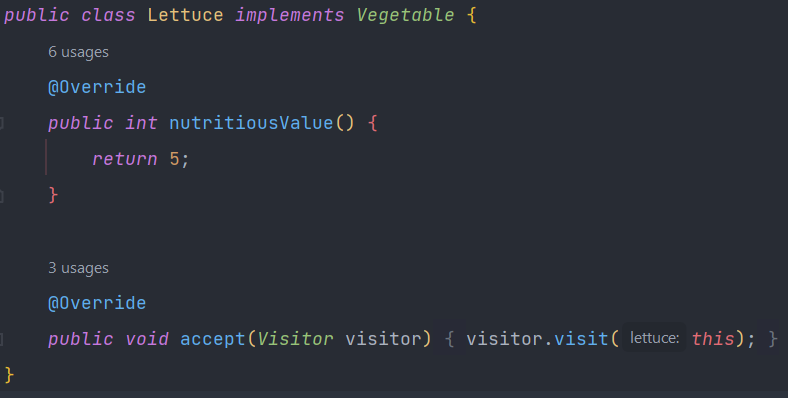 public class Lettuce implements Vegetable {
6 usages
@Override
public int nutritiousValue() {
return 5;
}
3 usages
@Override
public void accept(Visitor visitor) { visitor.visit( lettuce: this); }
}